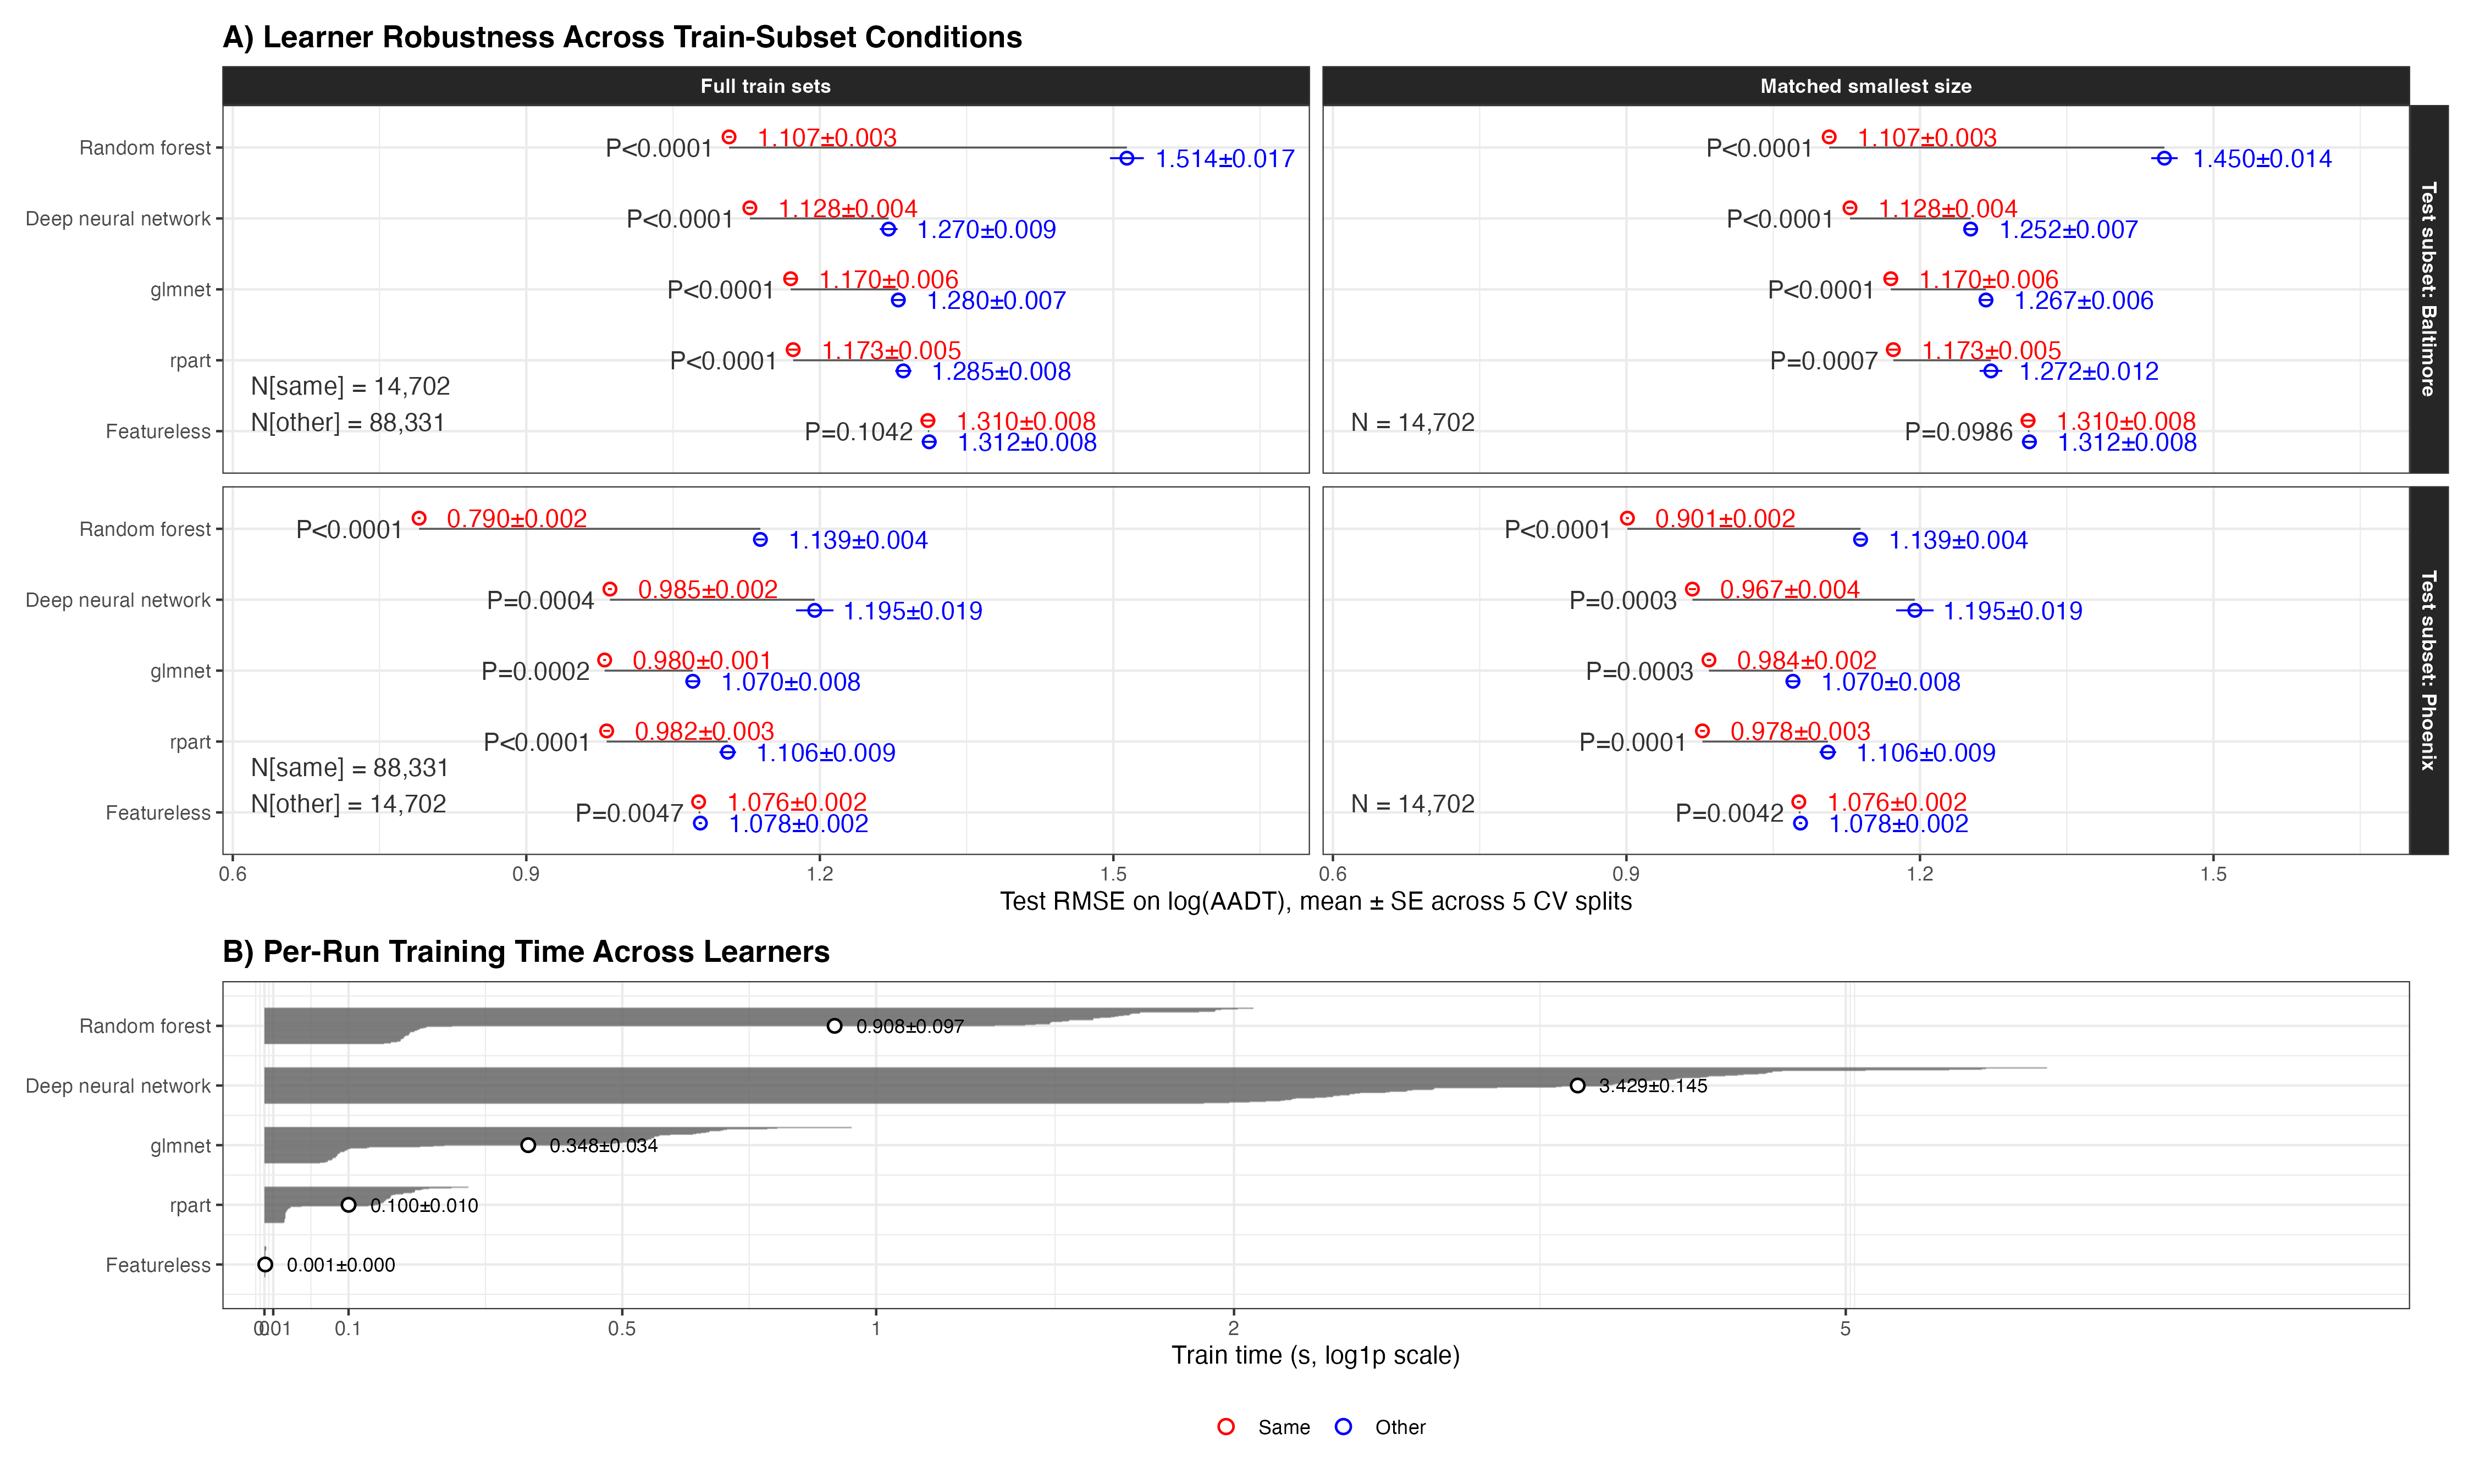 A) Learner Robustness Across Train-Subset Conditions
Full train sets
Matched smallest size
Test subset: Baltimore
Random forest
P<0.0001
1.107±0.003
1.514±0.017
P<0.0001
1.107±0.003
1.450±0.014
Deep neural network
P<0.0001
1.128±0.004
1.270±0.009
P<0.0001
1.128±0.004
1.252±0.007
glmnet
P<0.0001
1.170±0.006
1.280±0.007
P<0.0001
1.170±0.006
1.267±0.006
rpart
P<0.0001
1.173±0.005
1.285±0.008
P=0.0007
1.173±0.005
1.272±0.012
N[same] = 14,702
N[other] = 88,331
N = 14,702
Featureless
P=0.1042
1.310±0.008
1.312±0.008
P=0.0986
1.310±0.008
1.312±0.008
Test subset: Phoenix
Random forest
P<0.0001
0.790±0.002
1.139±0.004
P<0.0001
0.901±0.002
1.139±0.004
Deep neural network
P=0.0004
0.985±0.002
1.195±0.019
P=0.0003
0.967±0.004
1.195±0.019
glmnet
P=0.0002
0.980±0.001
1.070±0.008
P=0.0003
0.984±0.002
1.070±0.008
rpart
P<0.0001
0.982±0.003
1.106±0.009
P=0.0001
0.978±0.003
1.106±0.009
N[same] = 88,331
N[other] = 14,702
N = 14,702
Featureless
P=0.0047
1.076±0.002
1.078±0.002
P=0.0042
1.076±0.002
1.078±0.002
0.6 0.9 1.2 1.5 0.6 0.9 1.2 1.5
Test RMSE on log(AADT), mean ± SE across 5 CV splits
B) Per-Run Training Time Across Learners
Random forest
0.908±0.097
Deep neural network
3.429±0.145
glmnet
0.348±0.034
rpart
0.100±0.010
Featureless
0.001±0.000
0 0.01 0.1 0.5 1 2 5
Train time (s, log1p scale)
Same Other